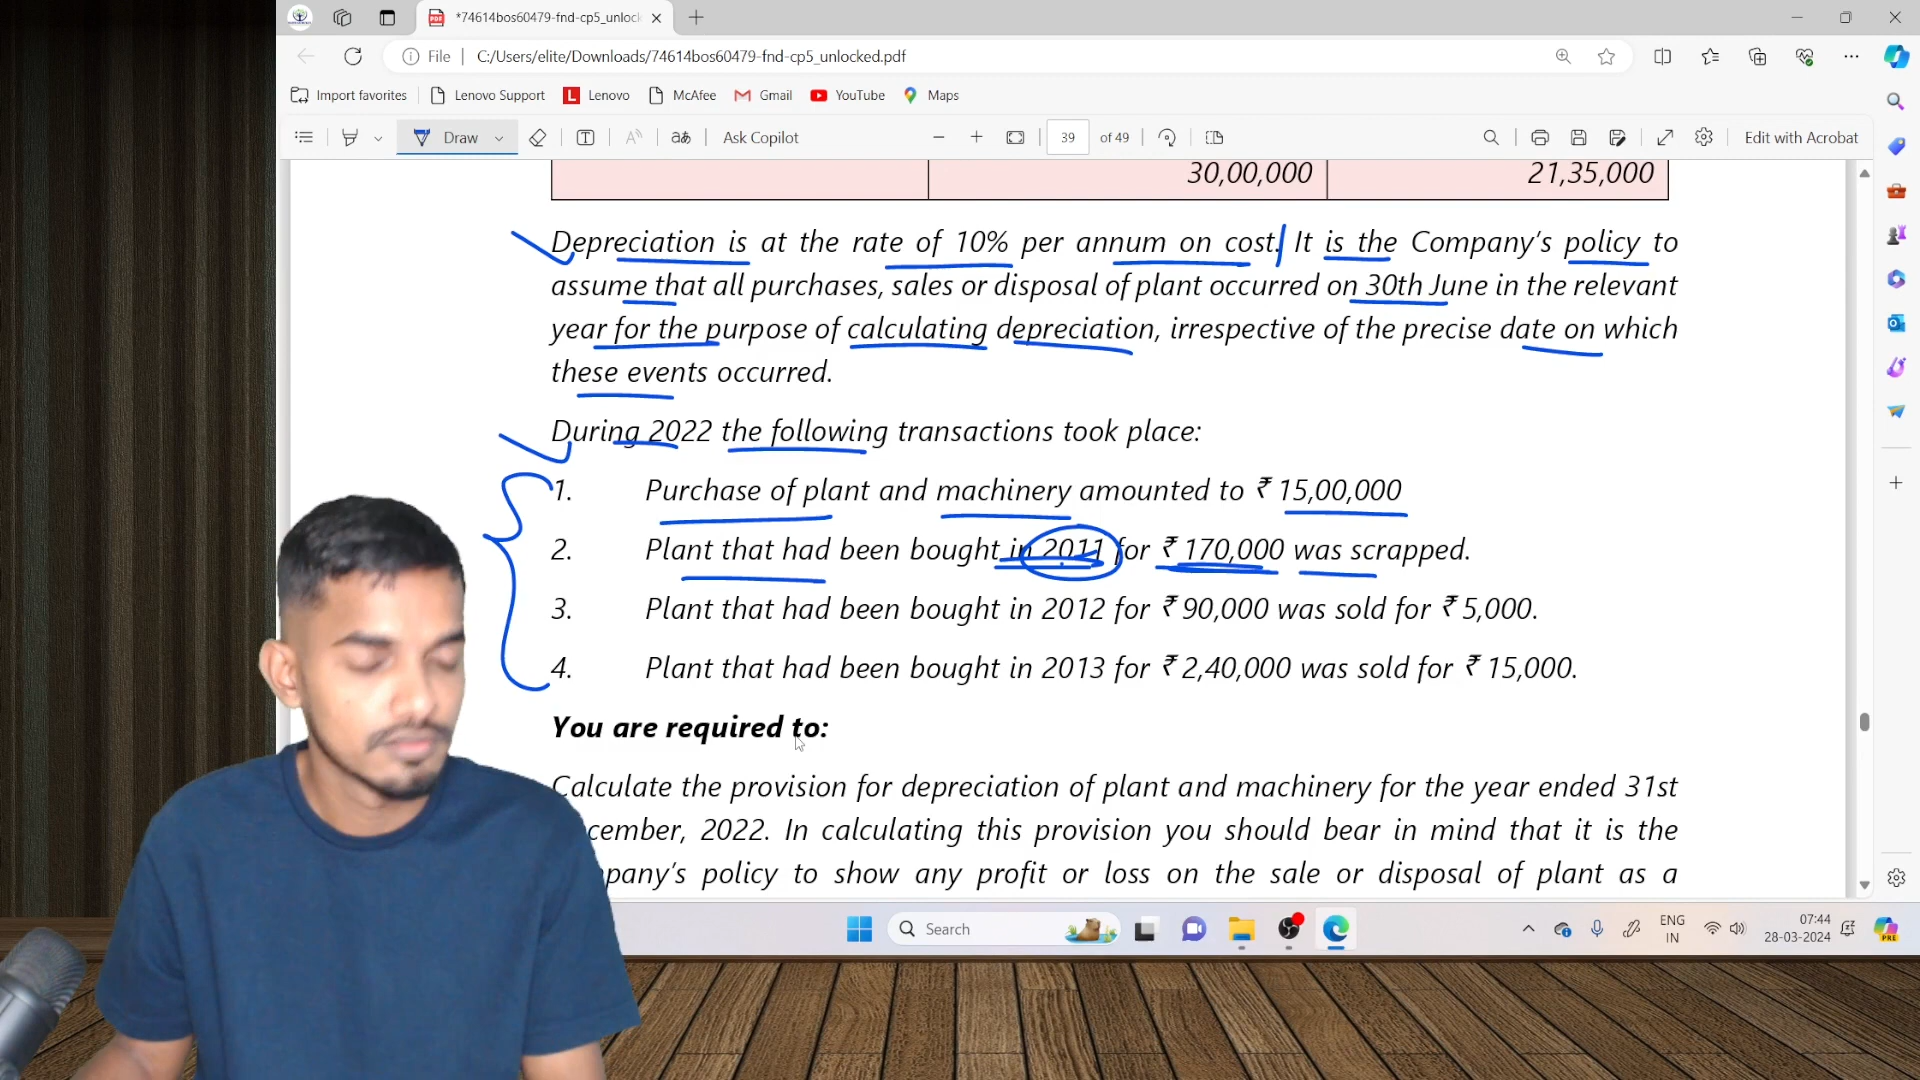 *74614bos60479-fnd-cp5_unlock
File
C:/Users/elite/Downloads/74614bos60479-fnd-cp5_unlocked.pdf
Import favorites
Lenovo Support
L Lenovo
McAfee
Gmail
YouTube
Maps
Draw
aあ
Ask Copilot
39 of 49
Edit with Acrobat
30,00,000 21,35,000
Depreciation is at the rate of 10% per annum on cost. It is the Company's policy to
assume that all purchases, sales or disposal of plant occurred on 30th June in the relevant
year for the purpose of calculating depreciation, irrespective of the precise date on which
these events occurred.
During 2022 the following transactions took place:
1. Purchase of plant and machinery amounted to ₹ 15,00,000
2. Plant that had been bought in 2011 for ₹ 170,000 was scrapped.
3. Plant that had been bought in 2012 for ₹ 90,000 was sold for ₹ 5,000.
4. Plant that had been bought in 2013 for ₹ 2,40,000 was sold for ₹ 15,000.
You are required to:
Calculate the provision for depreciation of plant and machinery for the year ended 31st
cember, 2022. In calculating this provision you should bear in mind that it is the
pany's policy to show any profit or loss on the sale or disposal of plant as a
Search
ENG
IN
07:44
28-03-2024
PRE